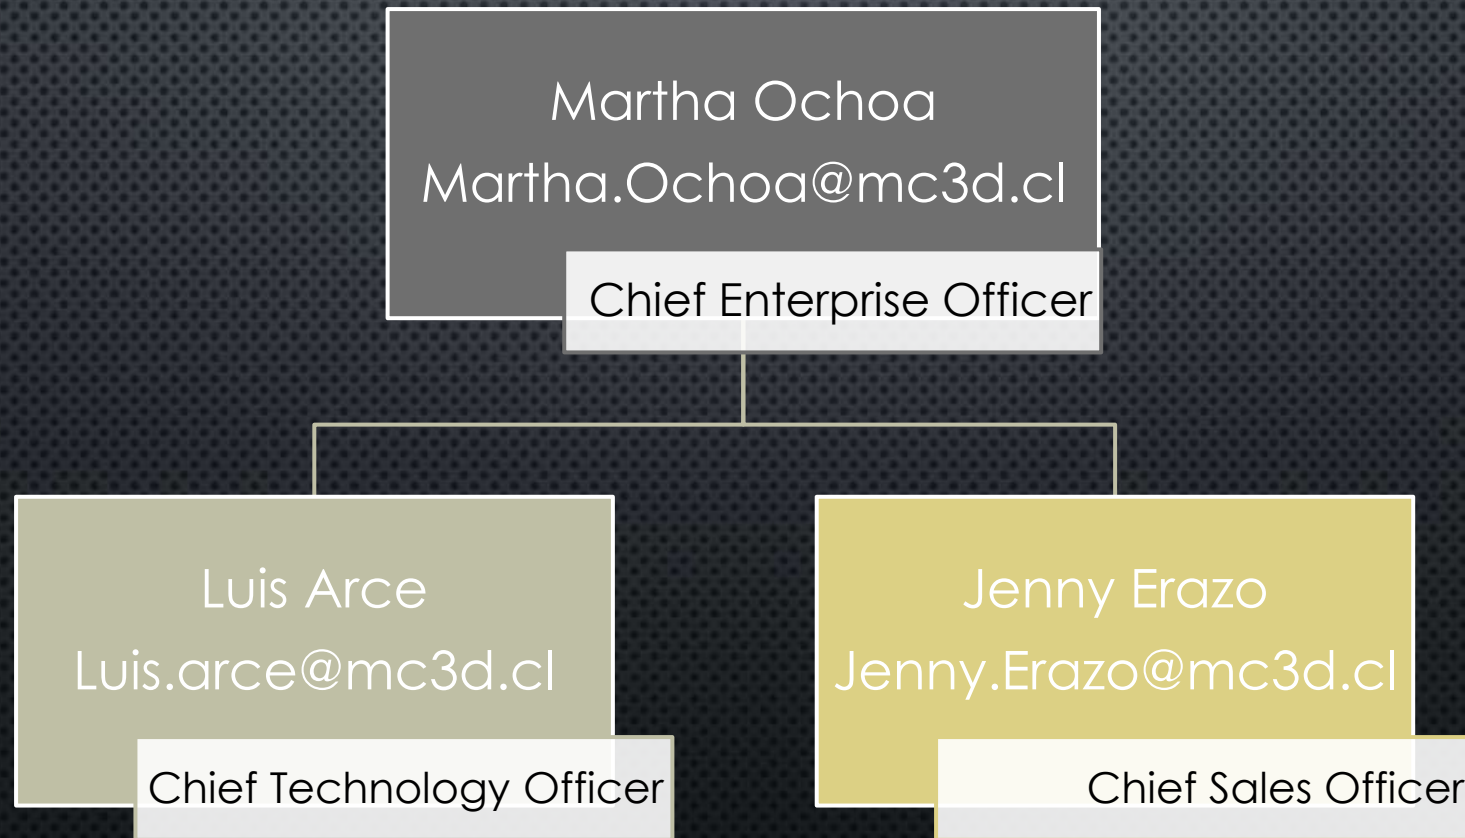 Martha Ochoa
Martha.Ochoa@mc3d.cl
Chief Enterprise Officer
Luis Arce
Luis.arce@mc3d.cl
Chief Technology Officer
Jenny Erazo
Jenny.Erazo@mc3d.cl
Chief Sales Officer